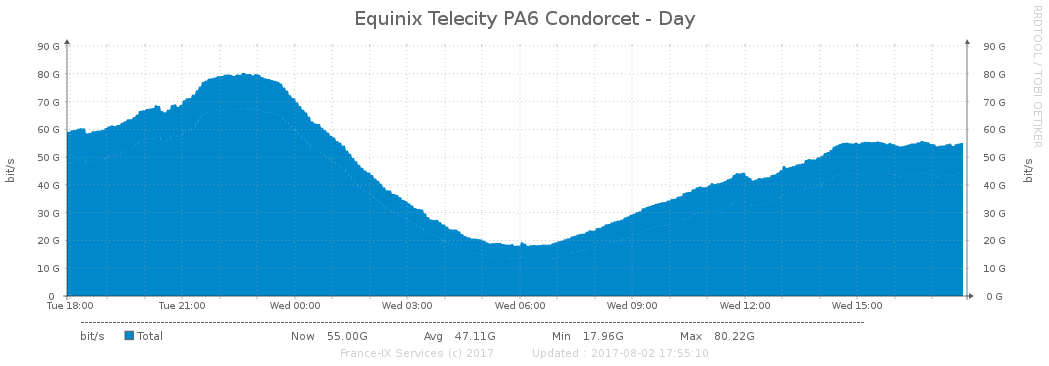 Equinix Telecity PA6 Condorcet - Day
RRDTOOL / TOBI OETIKER
bit/s
90 G
80 G
70 G
60 G
50 G
40 G
30 G
20 G
10 G
0
90 G
80 G
70 G
60 G
50 G
40 G
30 G
20 G
10 G
0 G
bit/s
Tue 18:00 Tue 21:00 Wed 00:00 Wed 03:00 Wed 06:00 Wed 09:00 Wed 12:00 Wed 15:00
bit/s Total Now 55.00G Avg 47.11G Min 17.96G Max 80.22G
France-IX Services (c) 2017 Updated : 2017-08-02 17:55:10